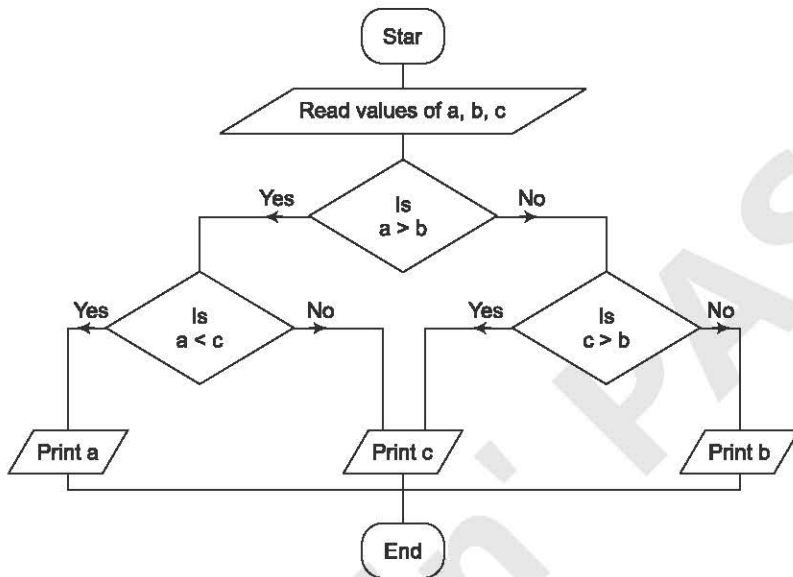 Star
Read values of a, b, c
Yes
Is
a > b
No
Yes
Is
a < c
No
Yes
Is
c > b
No
Print a
Print c
Print b
End